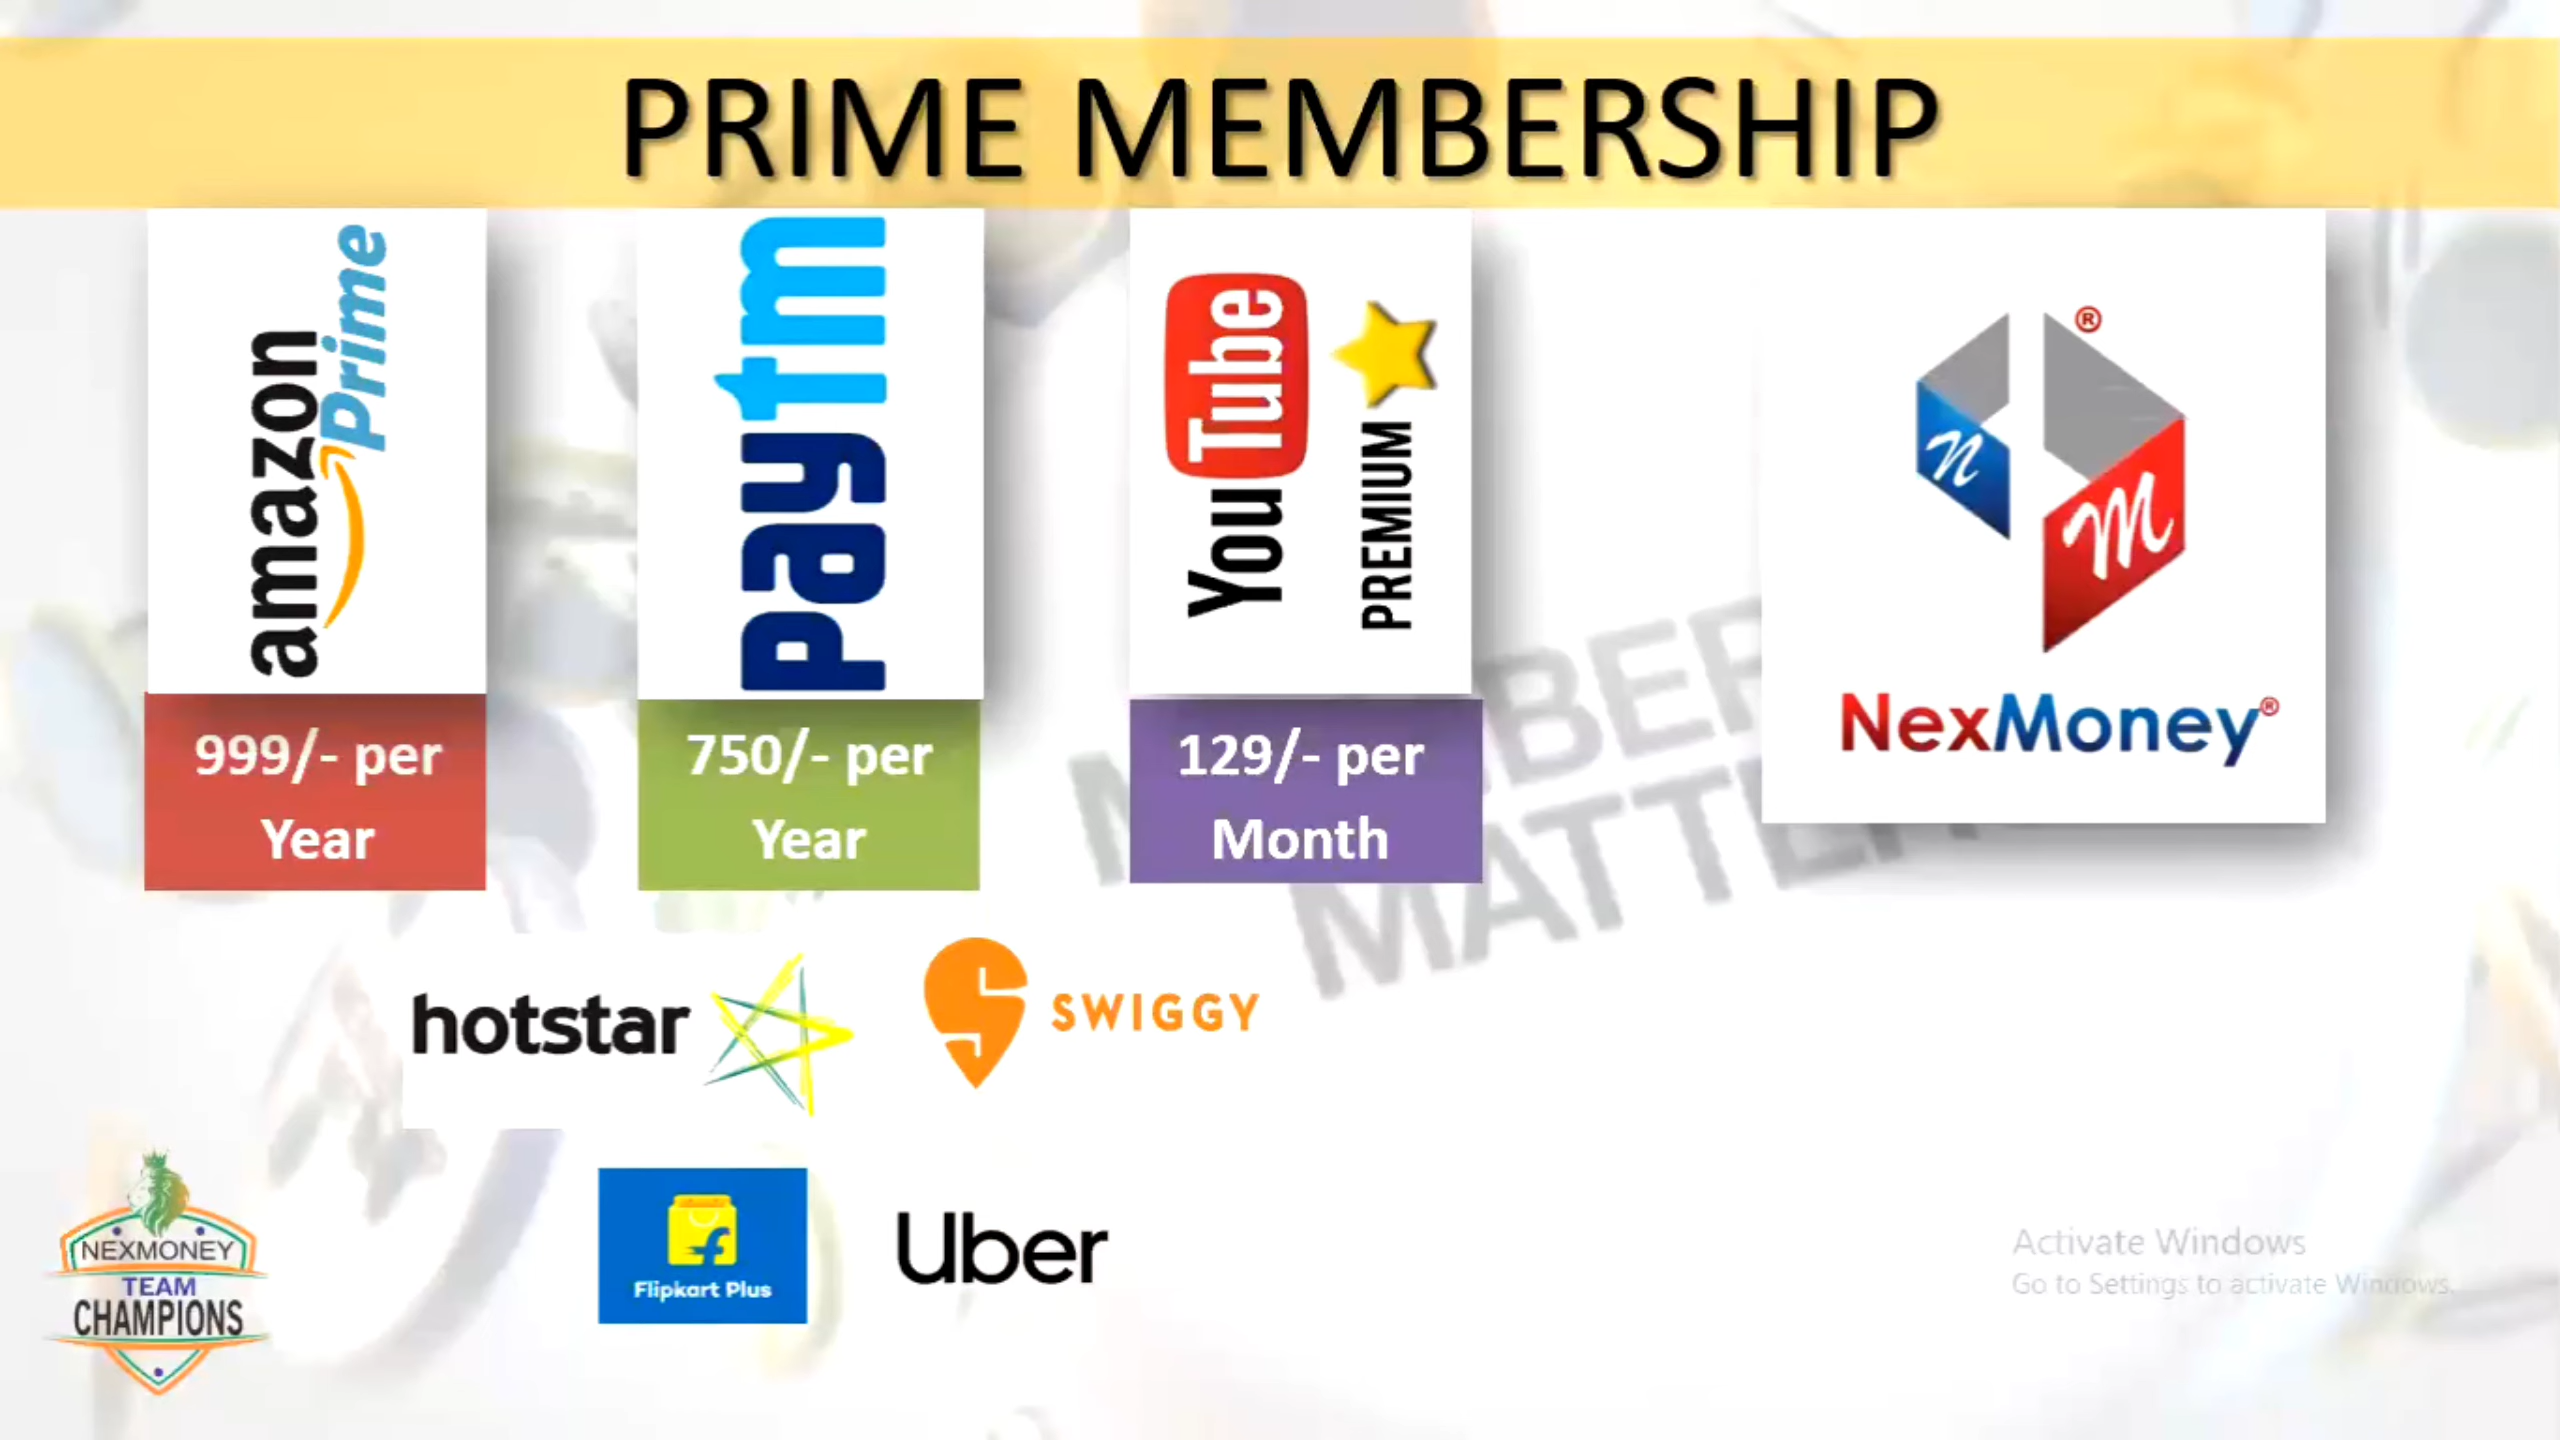 PRIME MEMBERSHIP
amazon
Prime
paytm
YouTube
PREMIUM
n
m
®
NexMoney®
999/- per
Year
750/- per
Year
129/- per
Month
MATTER
hotstar
SWIGGY
Flipkart Plus
Uber
NEXMONEY
TEAM
CHAMPIONS
Activate Windows
Go to Settings to activate Windows.